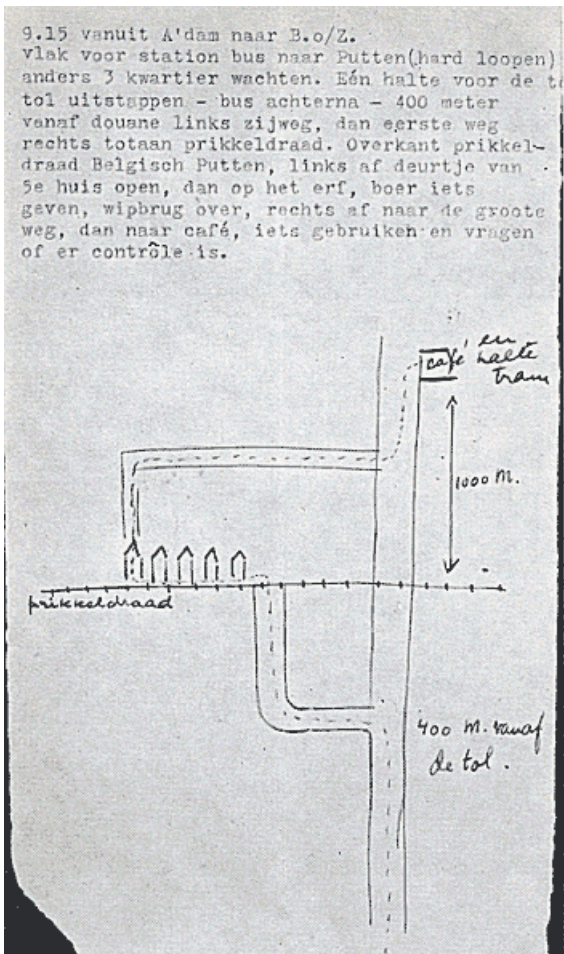 9.15 vanuit A'dam naar B.o/Z.
vlak voor station bus naar Putten(hard loopen)
anders 3 kwartier wachten. Eén halte voor de
tol uitstappen - bus achterna - 400 meter
vanaf douane links zijweg, dan eerste weg
rechts totaan prikkeldraad. Overkant prikkel-
draad Belgisch Putten, links af deurtje van
5e huis open, dan op het erf, boer iets
geven, wipbrug over, rechts af naar de groote
weg, dan naar café, iets gebruiken en vragen
of er contrôle is.
café en halte
tram
1000 M.
prikkeldraad
400 M. vanaf
de tol.